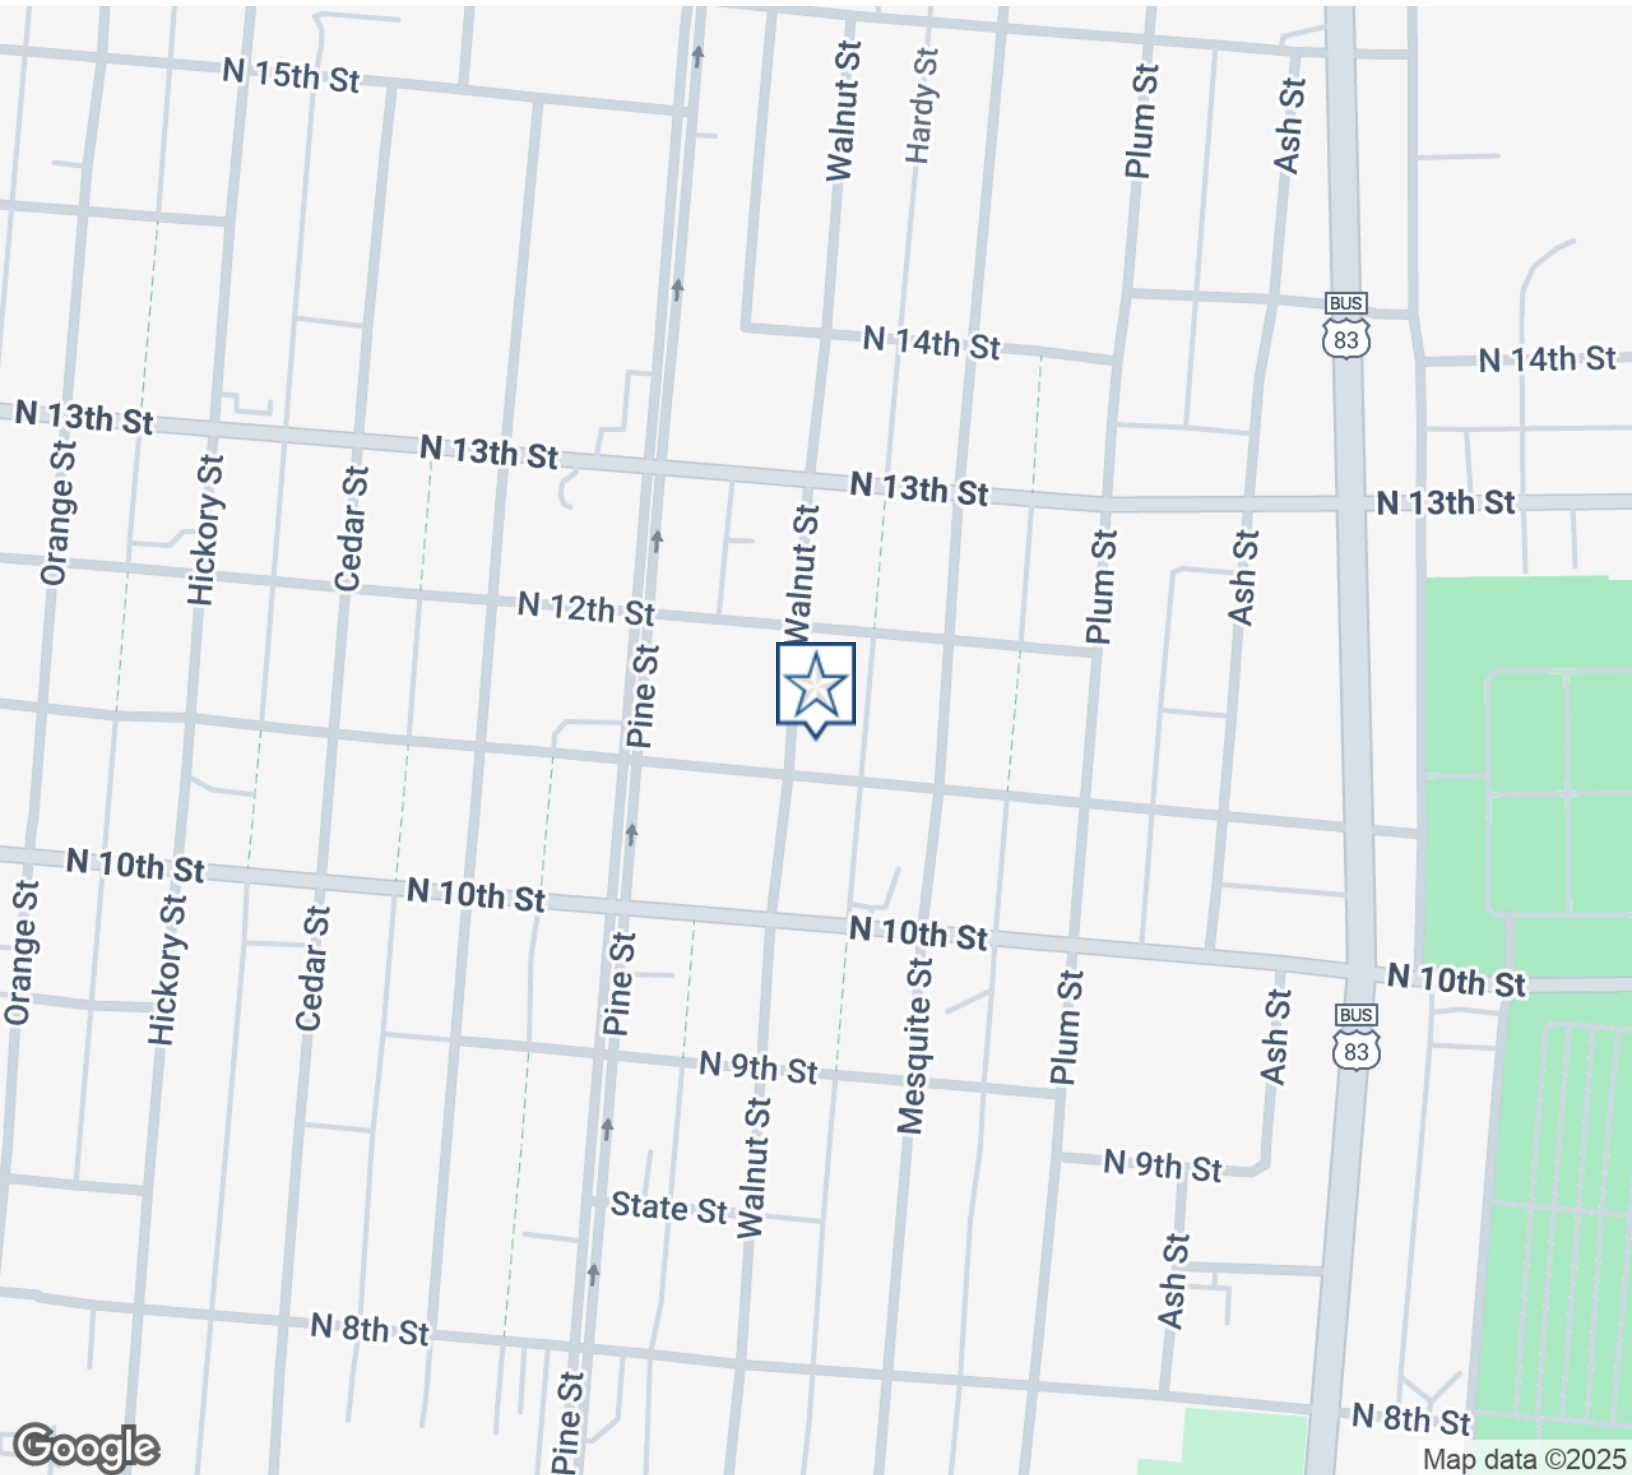 N 15th St
Walnut St
Hardy St
Plum St
Ash St
BUS
83
N 14th St
N 14th St
N 13th St
N 13th St
N 13th St
N 13th St
Orange St
Hickory St
Cedar St
Walnut St
Plum St
Ash St
N 12th St
Pine St
N 10th St
N 10th St
N 10th St
N 10th St
Orange St
Hickory St
Cedar St
Pine St
Mesquite St
Plum St
Ash St
BUS
83
N 9th St
Walnut St
N 9th St
State St
Ash St
N 8th St
Pine St
N 8th St
Google
Map data ©2025